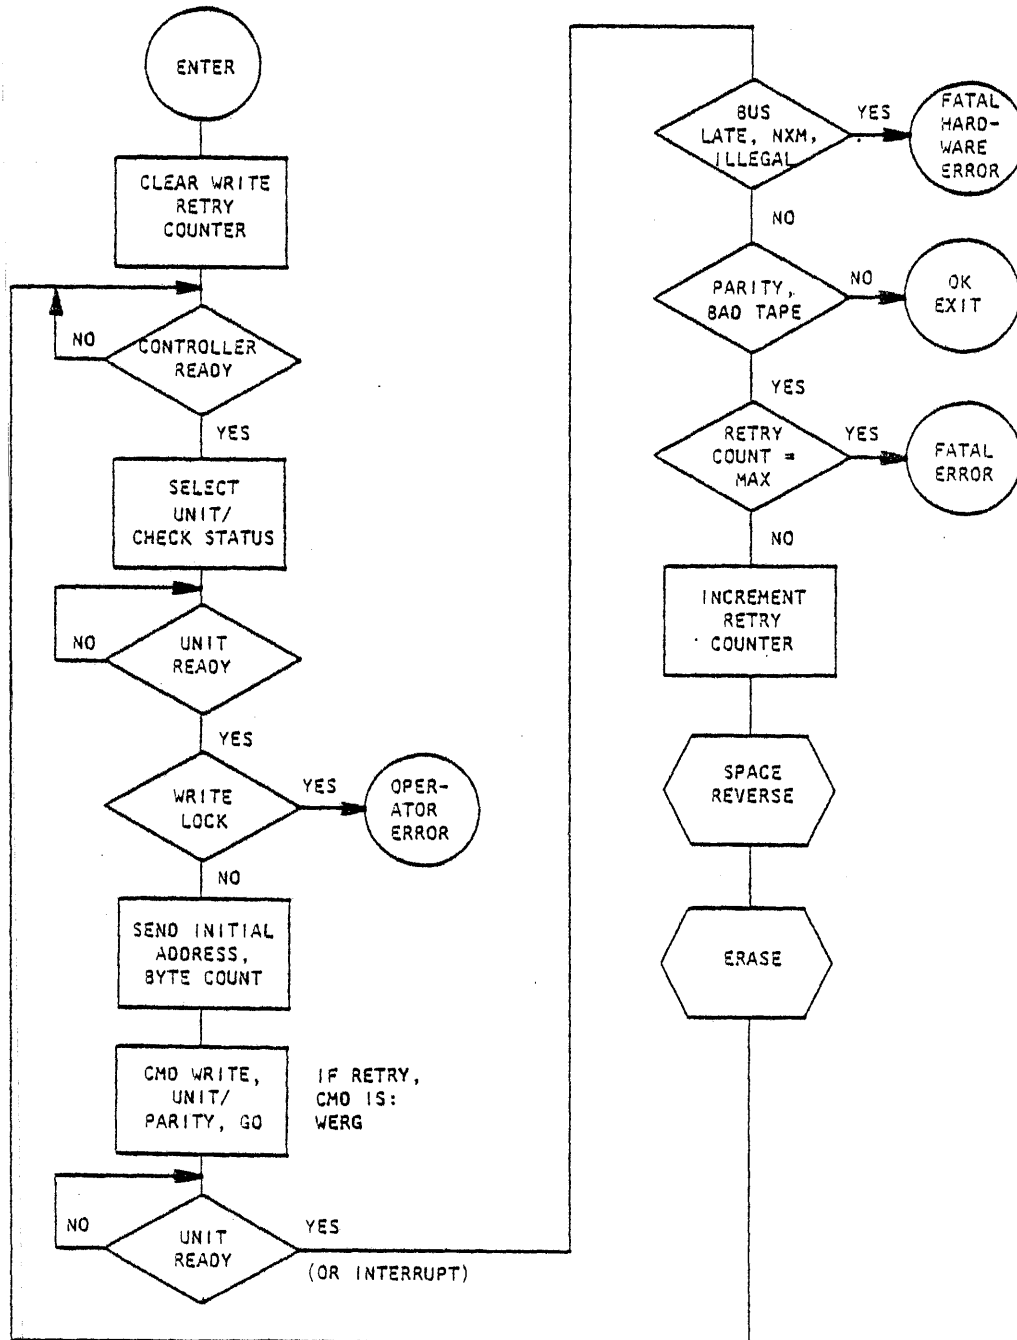 ENTER
CLEAR WRITE
RETRY
COUNTER
NO
CONTROLLER
READY
YES
SELECT
UNIT/
CHECK STATUS
NO
UNIT
READY
YES
WRITE
LOCK
YES
OPER-
ATOR
ERROR
NO
SEND INITIAL
ADDRESS,
BYTE COUNT
CMD WRITE,
UNIT/
PARITY, GO
IF RETRY,
CMD IS:
WERG
NO
UNIT
READY
YES
(OR INTERRUPT)
BUS
LATE, NXM,
ILLEGAL
YES
FATAL
HARD-
WARE
ERROR
NO
PARITY,
BAD TAPE
NO
OK
EXIT
YES
RETRY
COUNT =
MAX
YES
FATAL
ERROR
NO
INCREMENT
RETRY
COUNTER
SPACE
REVERSE
ERASE